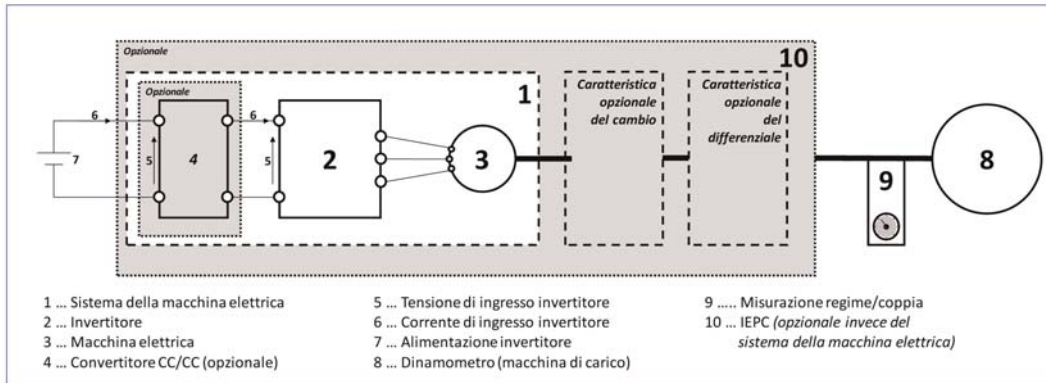 Opzionale
10
1
Opzionale
6
5
4
6
5
2
3
7
Caratteristica
opzionale
del cambio
Caratteristica
opzionale
del
differenziale
9
8
1 ... Sistema della macchina elettrica
2 ... Invertitore
3 ... Macchina elettrica
4 ... Convertitore CC/CC (opzionale)
5 ... Tensione di ingresso invertitore
6 ... Corrente di ingresso invertitore
7 ... Alimentazione invertitore
8 ... Dinamometro (macchina di carico)
9 ..... Misurazione regime/coppia
10 ... IEPC (opzionale invece del
sistema della macchina elettrica)